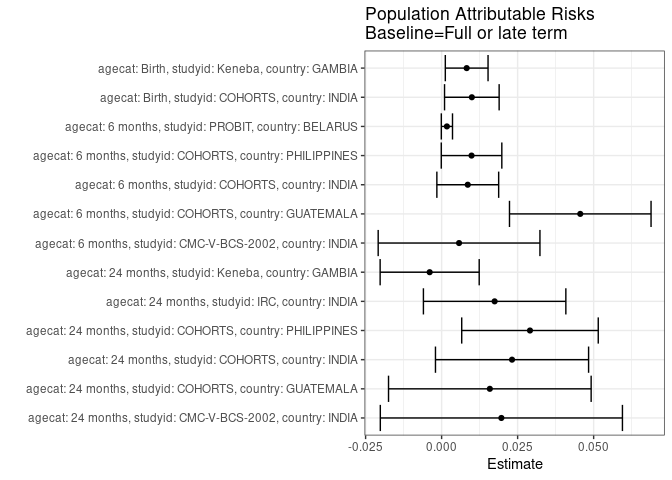 Population Attributable Risks
Baseline=Full or late term
agecat: Birth, studyid: Keneba, country: GAMBIA
agecat: Birth, studyid: COHORTS, country: INDIA
agecat: 6 months, studyid: PROBIT, country: BELARUS
agecat: 6 months, studyid: COHORTS, country: PHILIPPINES
agecat: 6 months, studyid: COHORTS, country: INDIA
agecat: 6 months, studyid: COHORTS, country: GUATEMALA
agecat: 6 months, studyid: CMC-V-BCS-2002, country: INDIA
agecat: 24 months, studyid: Keneba, country: GAMBIA
agecat: 24 months, studyid: IRC, country: INDIA
agecat: 24 months, studyid: COHORTS, country: PHILIPPINES
agecat: 24 months, studyid: COHORTS, country: INDIA
agecat: 24 months, studyid: COHORTS, country: GUATEMALA
agecat: 24 months, studyid: CMC-V-BCS-2002, country: INDIA
-0.025 0.000 0.025 0.050
Estimate